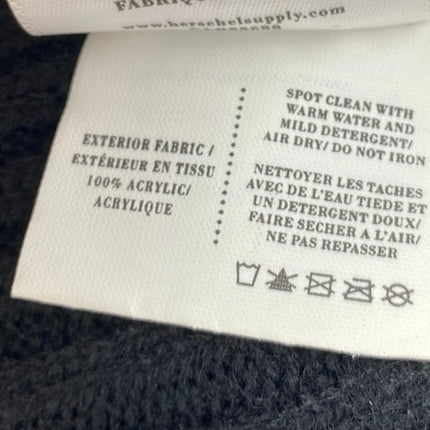 FABRIQU
www.herschelsupply.com
EXTERIOR FABRIC /
EXTÉRIEUR EN TISSU
100% ACRYLIC/
ACRYLIQUE
SPOT CLEAN WITH
WARM WATER AND
MILD DETERGENT/
AIR DRY/ DO NOT IRON
NETTOYER LES TACHES
AVEC DE L'EAU TIEDE ET
UN DETERGENT DOUX/
FAIRE SECHER A L'AIR/
NE PAS REPASSER